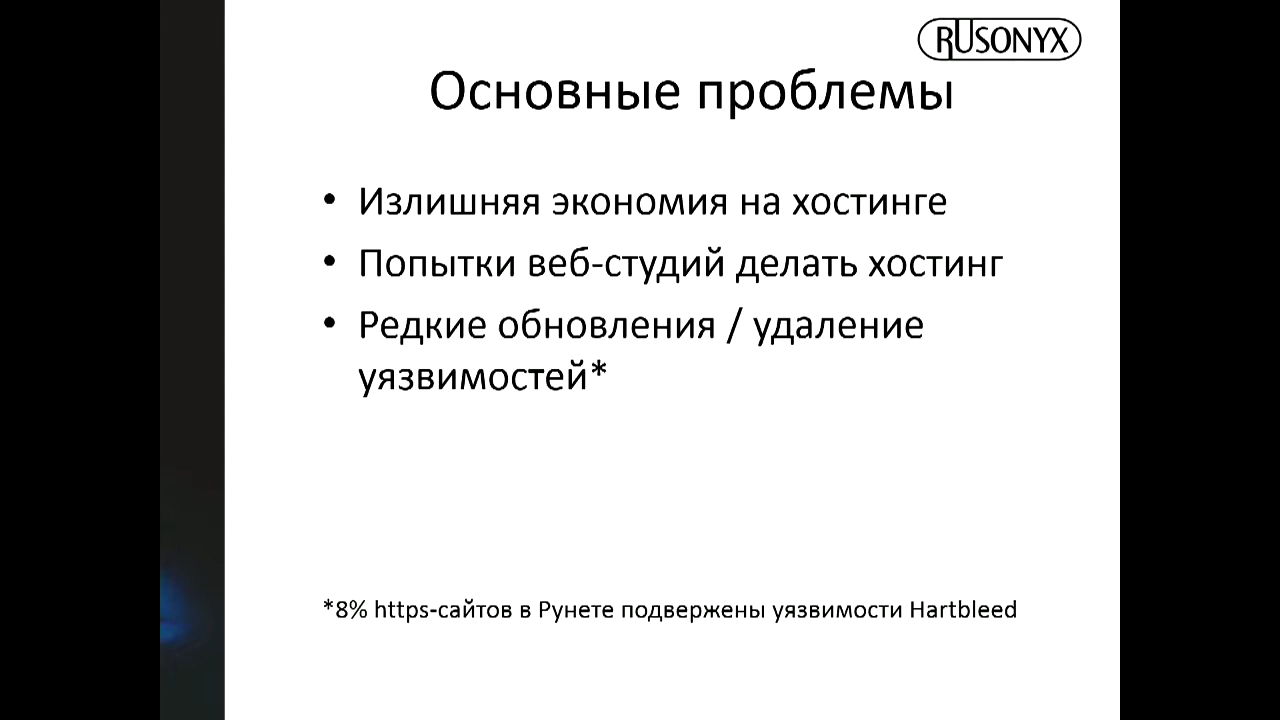 RUSONYX
Основные проблемы
• Излишняя экономия на хостинге
• Попытки веб-студий делать хостинг
• Редкие обновления / удаление
уязвимостей*
*8% https-сайтов в Рунете подвержены уязвимости Hartbleed